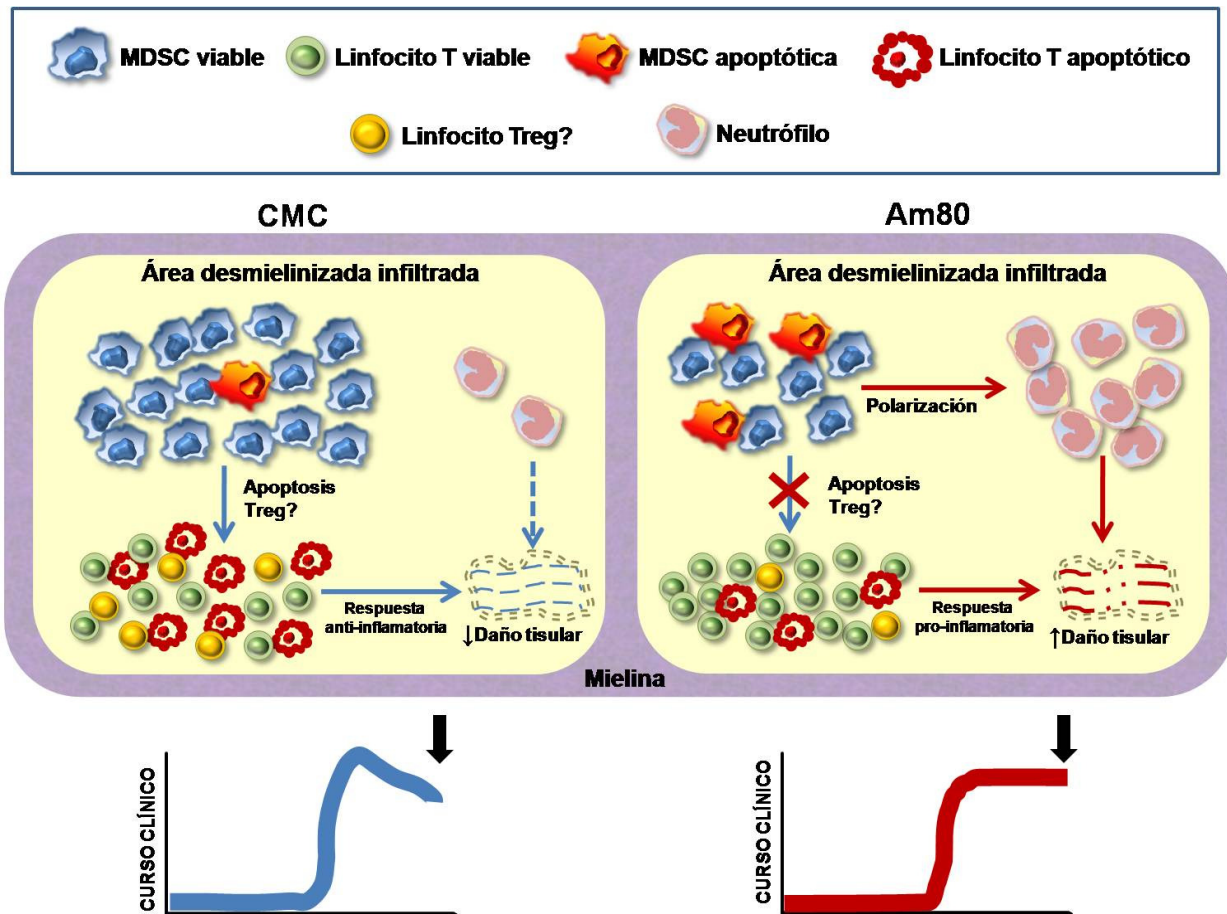 MDSC viable
Linfocito T viable
MDSC apoptótica
Linfocito T apoptótico
Linfocito Treg?
Neutrófilo
CMC
Am80
Área desmielinizada infiltrada
Área desmielinizada infiltrada
Polarización
Apoptosis
Treg?
Apoptosis
Treg?
Respuesta
anti-inflamatoria
↓Daño tisular
Respuesta
pro-inflamatoria
↑Daño tisular
Mielina
CURSO CLÍNICO
CURSO CLÍNICO